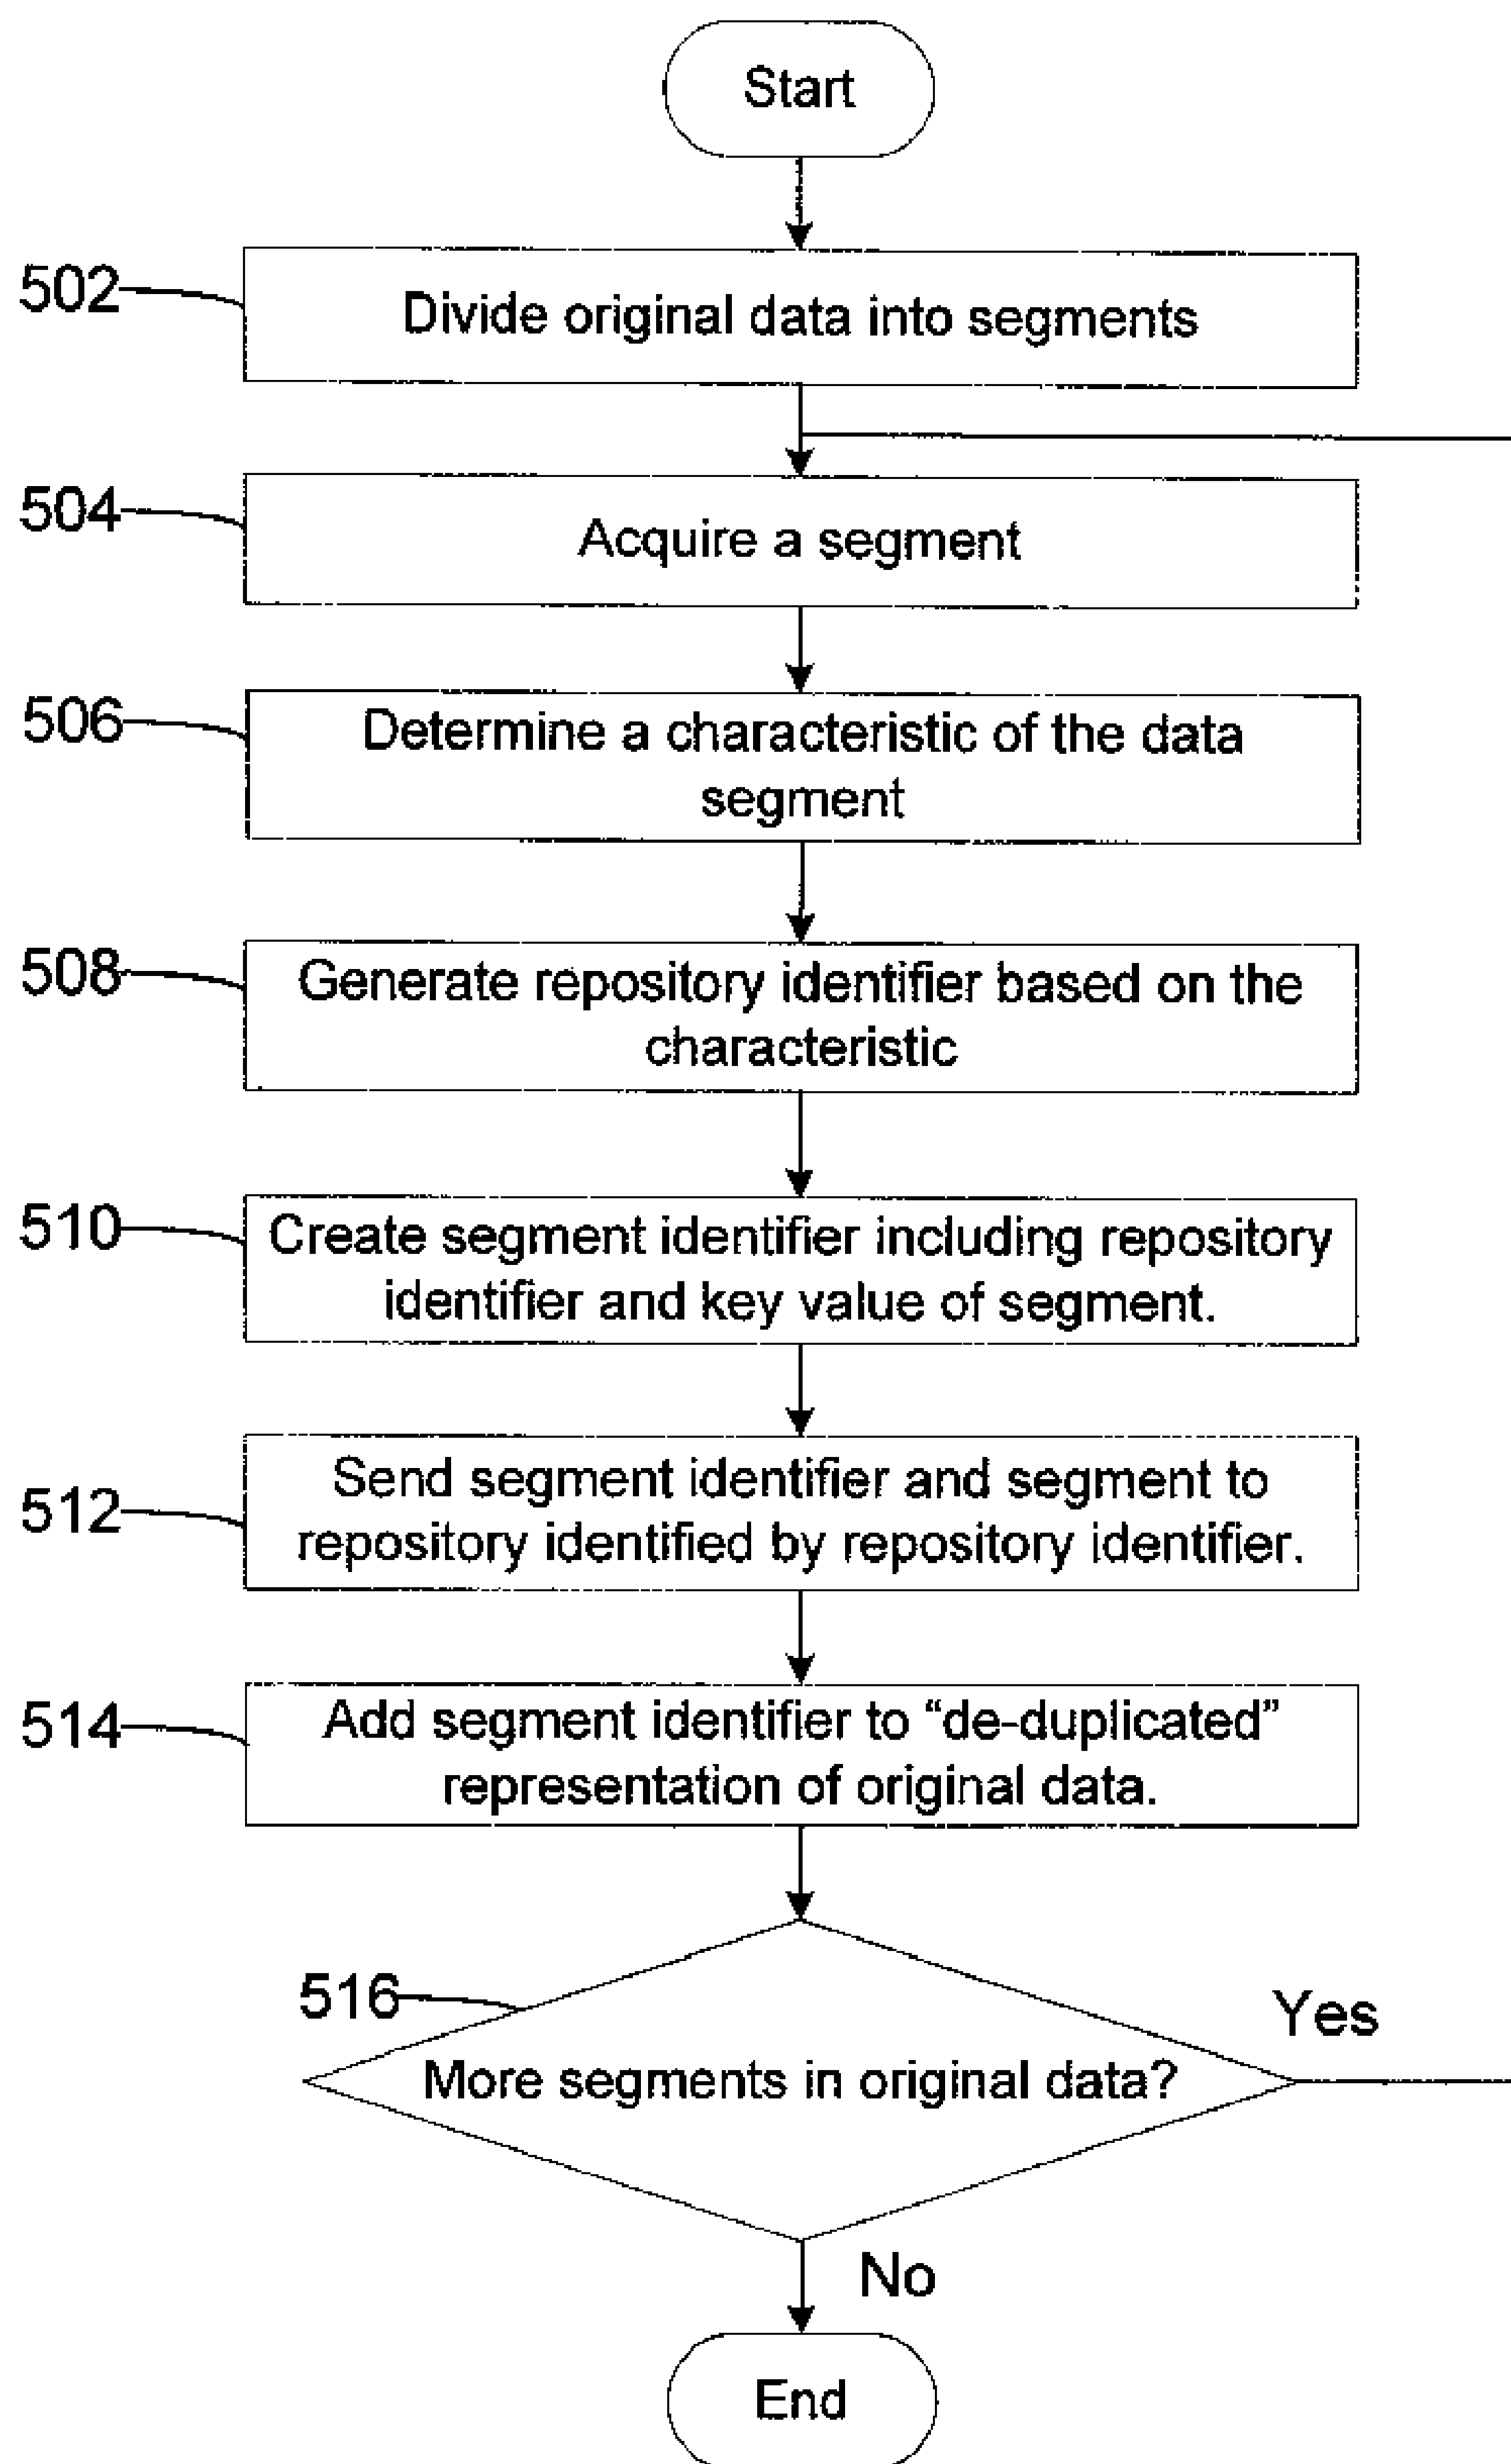 Start
502
Divide original data into segments
504
Acquire a segment
506
Determine a characteristic of the data
segment
508
Generate repository identifier based on the
characteristic
510
Create segment identifier including repository
identifier and key value of segment.
512
Send segment identifier and segment to
repository identified by repository identifier.
514
Add segment identifier to “de-duplicated”
representation of original data.
516
Yes
More segments in original data?
No
End